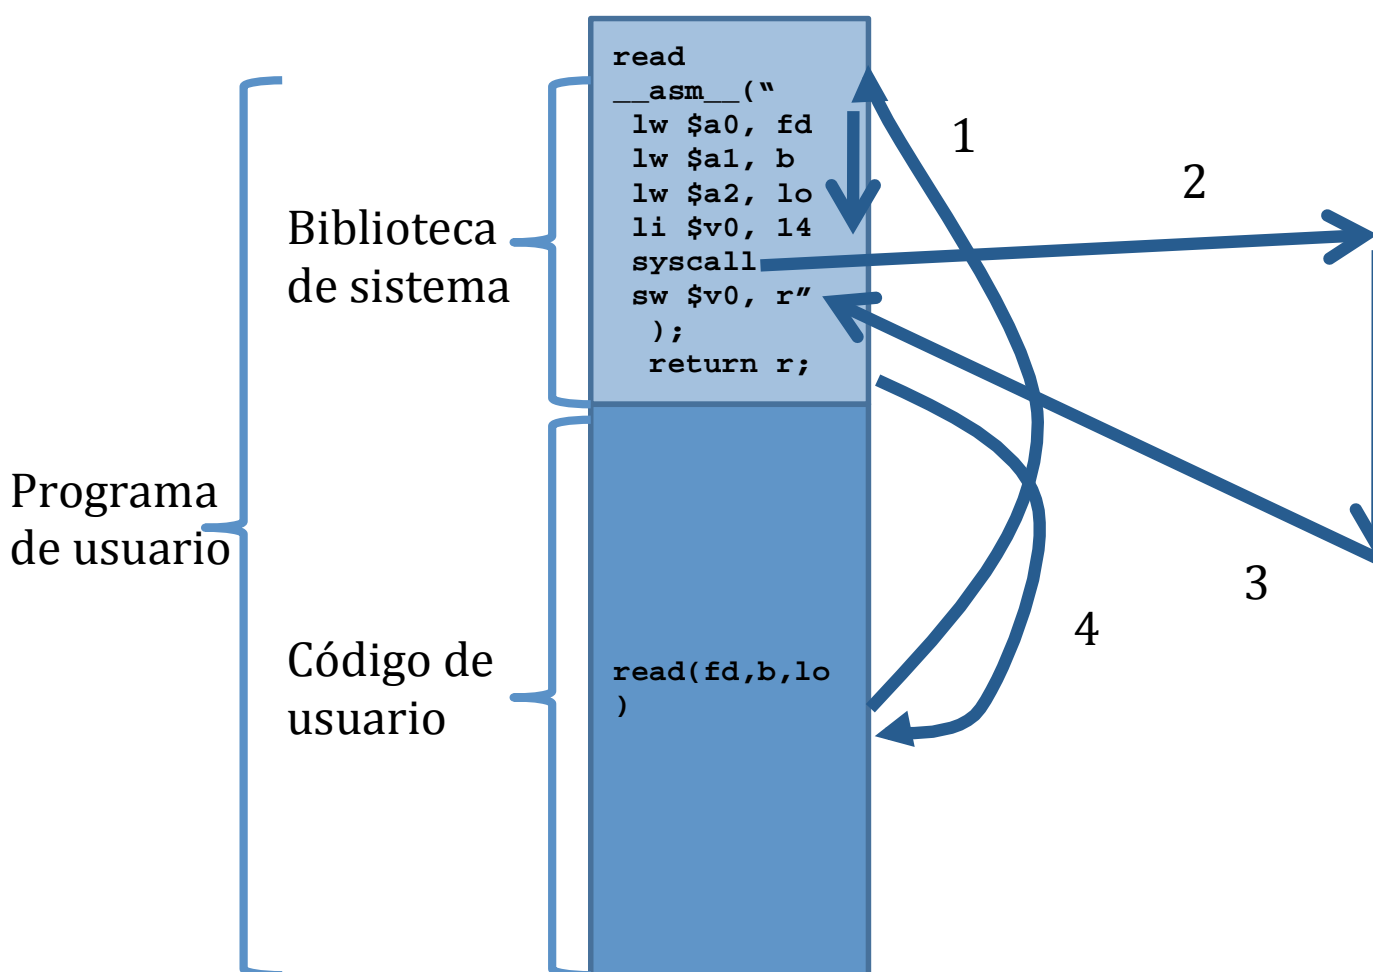 read
__asm__(“
lw $a0, fd
lw $a1, b
lw $a2, lo
li $v0, 14
syscall
sw $v0, r”
);
return r;
1
2
Biblioteca
de sistema
Programa
de usuario
3
4
Código de
usuario
read(fd,b,lo
)